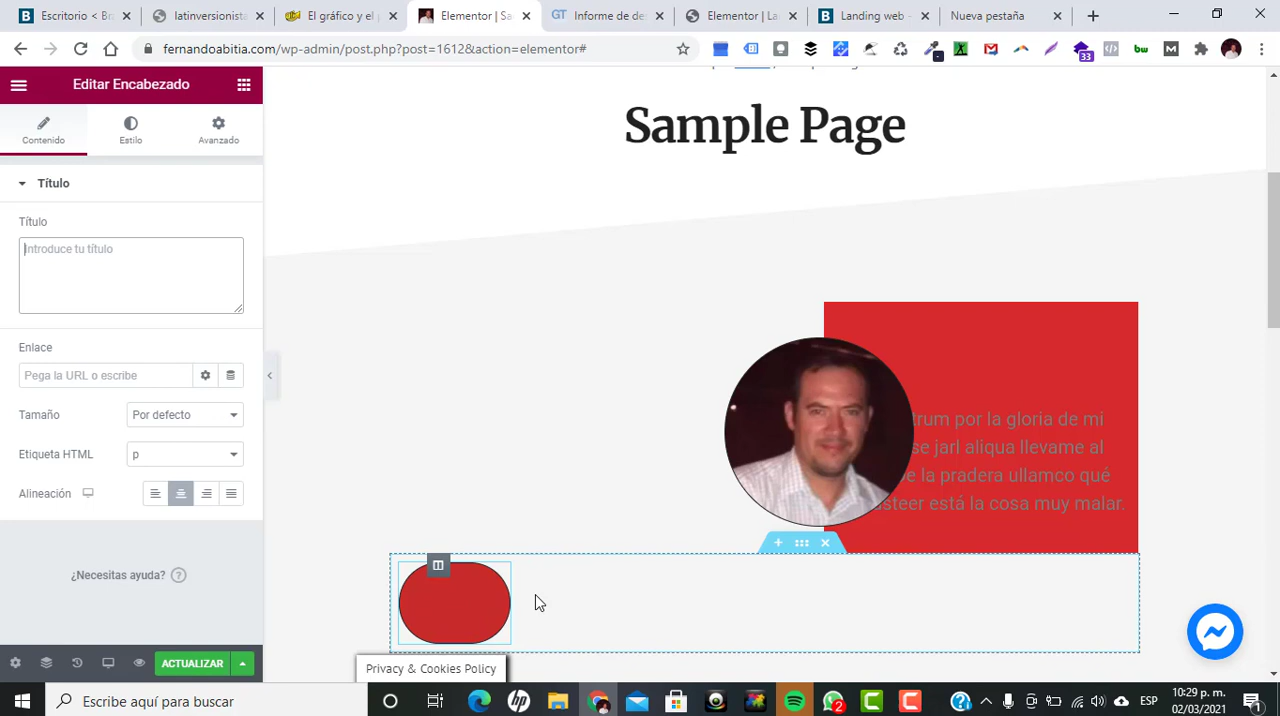 Escritorio - B
latinversionista
El gráfico y el p
Elementor | Sa
Informe de de
Elementor | La
Landing web -
Nueva pestaña
fernandoabitia.com/wp-admin/post.php?post=1612&action=elementor#
33
Editar Encabezado
Contenido
Estilo
Avanzado
Título
Título
Introduce tu título
Enlace
Pega la URL o escribe
Tamaño
Por defecto
Etiqueta HTML
p
Alineación
¿Necesitas ayuda?
ACTUALIZAR
Sample Page
trum por la gloria de mi
se jarl aliqua llevame al
la pradera ullamco qué
steer está la cosa muy malar.
Privacy & Cookies Policy
Escribe aquí para buscar
2
ESP
10:29 p. m.
02/03/2021
1